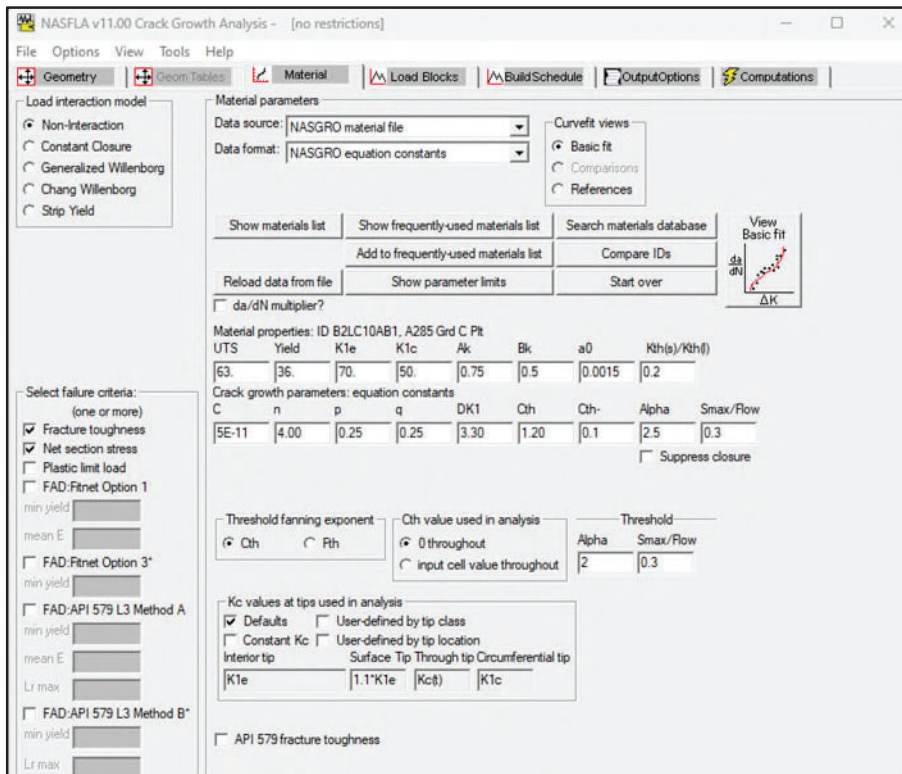 NASFLA v11.00 Crack Growth Analysis - [no restrictions]
File Options View Tools Help
Geometry Geom Tables Material Load Blocks BuildSchedule OutputOptions Computations
Load interaction model
Non-Interaction
Constant Closure
Generalized Willenborg
Chang Willenborg
Strip Yield
Material parameters
Data source: NASGRO material file
Data format: NASGRO equation constants
Curvefit views
Basic fit
Comparisons
References
Show materials list Show frequently-used materials list Search materials database
Add to frequently-used materials list Compare IDs
Reload data from file Show parameter limits Start over
View
Basic fit
da
dN
ΔK
da/dN multiplier?
Material properties: ID B2LC10AB1, A285 Grd C Plt
UTS Yield K1e K1c Ak Bk a0 Kth(s)/Kth(l)
63. 36. 70. 50. 0.75 0.5 0.0015 0.2
Crack growth parameters: equation constants
C n p q DK1 Cth Cth- Alpha Smax/Flow
5E-11 4.00 0.25 0.25 3.30 1.20 0.1 2.5 0.3
Suppress closure
Select failure criteria:
(one or more)
Fracture toughness
Net section stress
Plastic limit load
FAD:Fitnet Option 1
min yield
mean E
FAD:Fitnet Option 3*
min yield
FAD:API 579 L3 Method A
min yield
mean E
Lr max
FAD:API 579 L3 Method B*
min yield
Lr max
Threshold fanning exponent
Cth Rth
Cth value used in analysis
0 throughout
input cell value throughout
Threshold
Alpha Smax/Flow
2 0.3
Kc values at tips used in analysis
Defaults User-defined by tip class
Constant Kc User-defined by tip location
Interior tip Surface Tip Through tip Circumferential tip
K1e 1.1*K1e Kc(t) K1c
API 579 fracture toughness